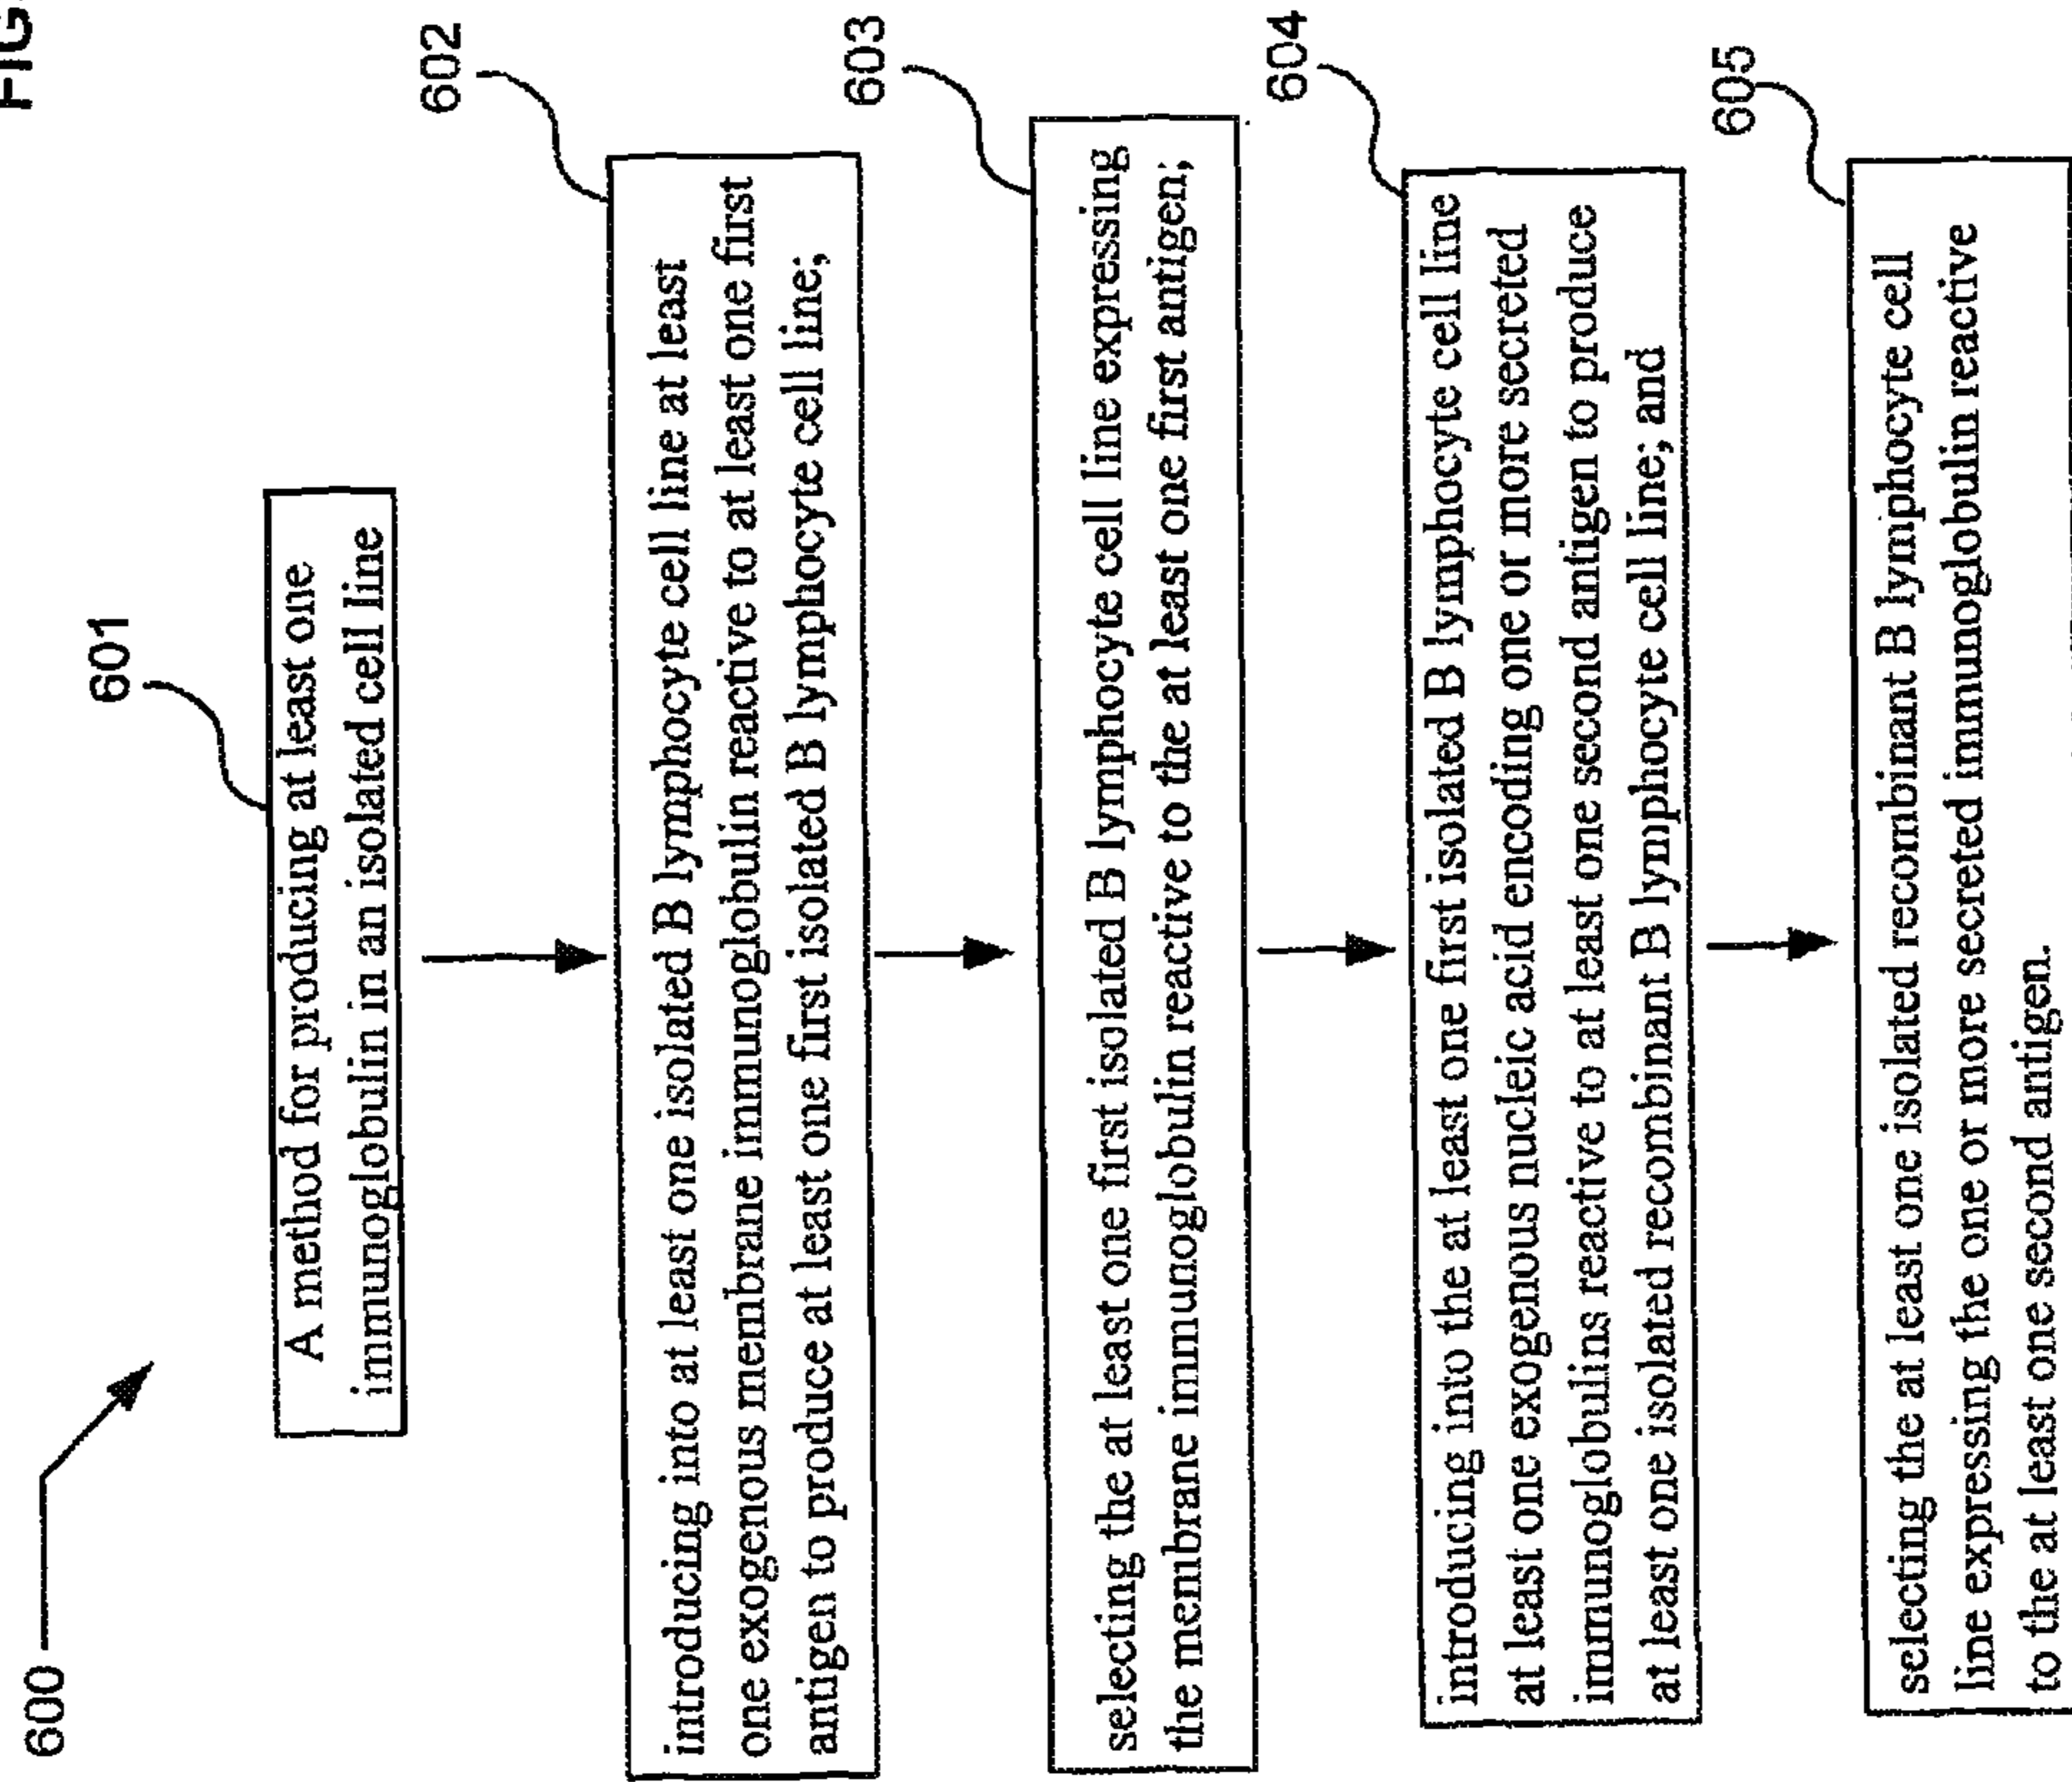 FIG
600
601
A method for producing at least one
immunoglobulin in an isolated cell line
602
introducing into at least one isolated B lymphocyte cell line at least
one exogenous membrane immunoglobulin reactive to at least one first
antigen to produce at least one first isolated B lymphocyte cell line;
603
selecting the at least one first isolated B lymphocyte cell line expressing
the membrane immunoglobulin reactive to the at least one first antigen;
604
introducing into the at least one first isolated B lymphocyte cell line
at least one exogenous nucleic acid encoding one or more secreted
immunoglobulins reactive to at least one second antigen to produce
at least one isolated recombinant B lymphocyte cell line; and
605
selecting the at least one isolated recombinant B lymphocyte cell
line expressing the one or more secreted immunoglobulin reactive
to the at least one second antigen.